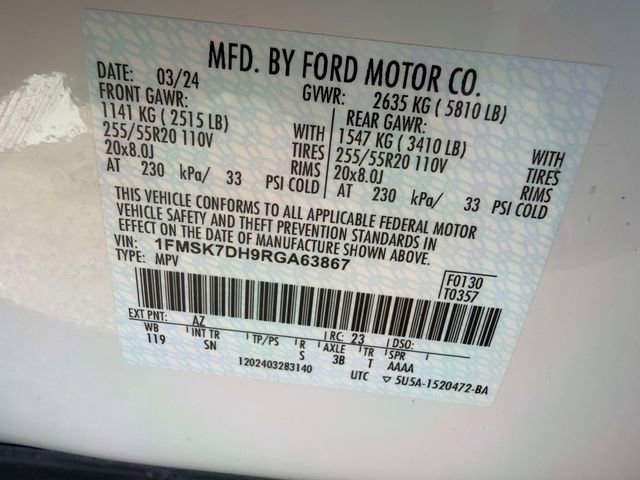 MFD. BY FORD MOTOR CO.
DATE: 03/24 GVWR: 2635 KG ( 5810 LB)
FRONT GAWR: REAR GAWR:
1141 KG ( 2515 LB) WITH 1547 KG ( 3410 LB) WITH
255/55R20 110V TIRES 255/55R20 110V TIRES
20x8.0J RIMS 20x8.0J RIMS
AT 230 kPa/ 33 PSI COLD AT 230 kPa/ 33 PSI COLD
THIS VEHICLE CONFORMS TO ALL APPLICABLE FEDERAL MOTOR
VEHICLE SAFETY AND THEFT PREVENTION STANDARDS IN
EFFECT ON THE DATE OF MANUFACTURE SHOWN ABOVE.
VIN: 1FMSK7DH9RGA63867
TYPE: MPV
F0130
T0357
EXT PNT: AZ RC: 23 DSO:
WB INT TR TP/PS R AXLE TR SPR
119 SN S 3B T AAAA
1202403283140 UTC ▽ 5U5A-1520472-BA